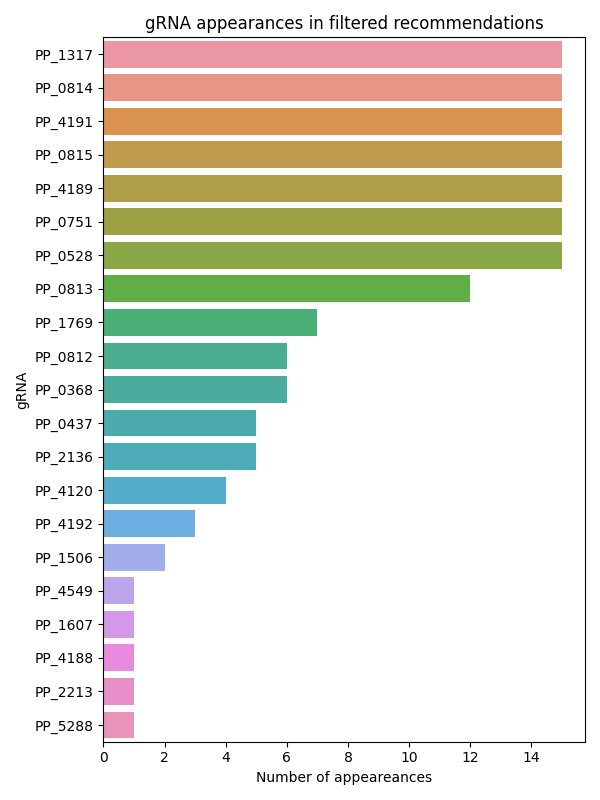 gRNA appearances in filtered recommendations
PP_1317
PP_0814
PP_4191
PP_0815
PP_4189
PP_0751
PP_0528
PP_0813
PP_1769
PP_0812
PP_0368
PP_0437
PP_2136
PP_4120
PP_4192
PP_1506
PP_4549
PP_1607
PP_4188
PP_2213
PP_5288
gRNA
0 2 4 6 8 10 12 14
Number of appeareances